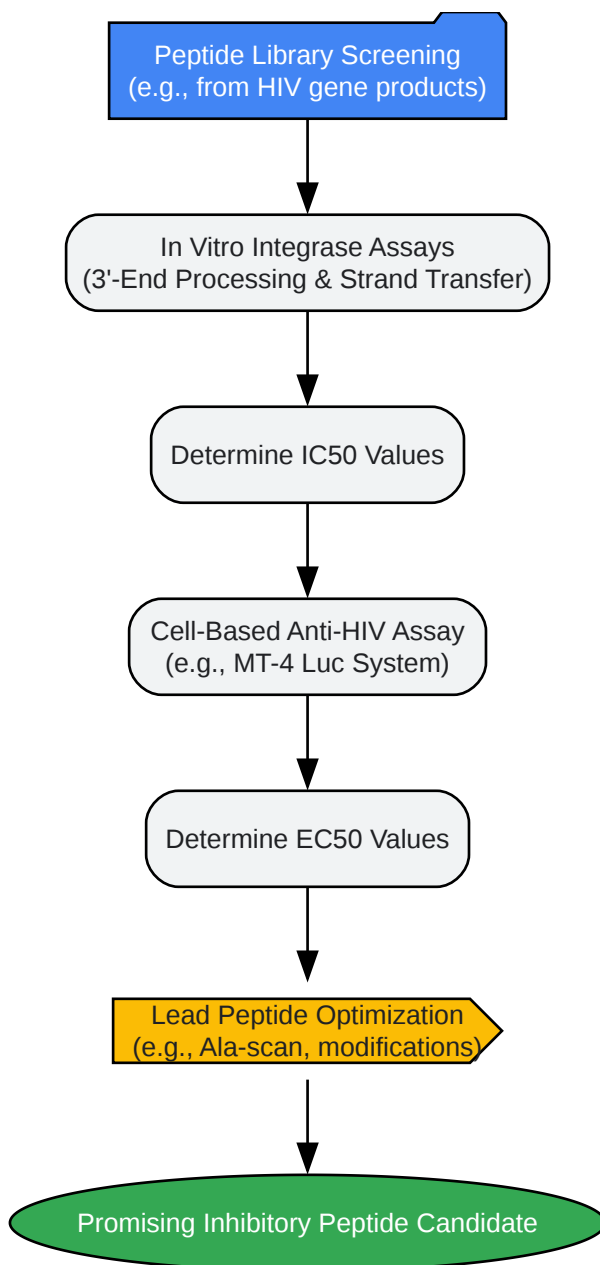 Peptide Library Screening
(e.g., from HIV gene products)
In Vitro Integrase Assays
(3'-End Processing & Strand Transfer)
Determine IC50 Values
Cell-Based Anti-HIV Assay
(e.g., MT-4 Luc System)
Determine EC50 Values
Lead Peptide Optimization
(e.g., Ala-scan, modifications)
Promising Inhibitory Peptide Candidate